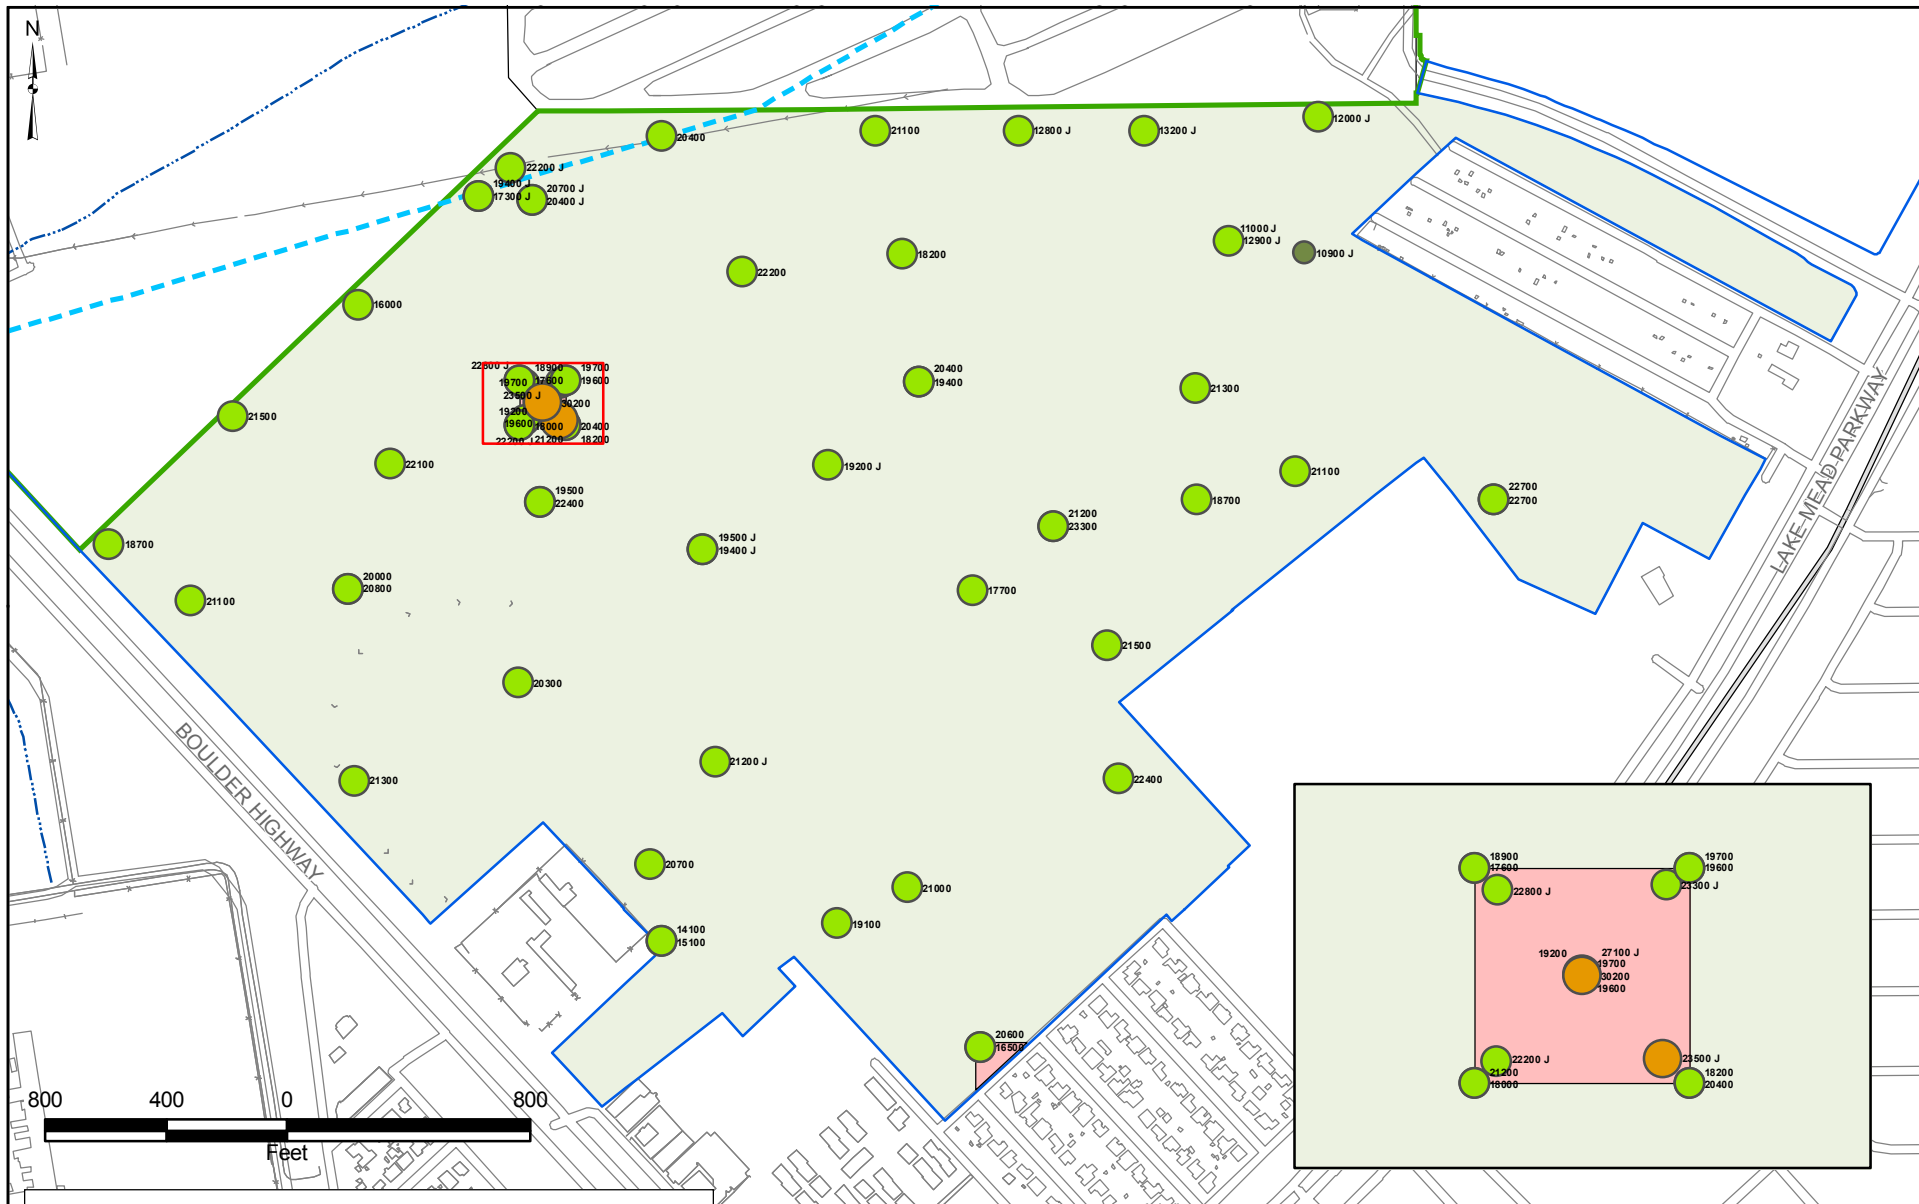 N
12000 J
20400
21100
12800 J
13200 J
22200 J
19400 J
17300 J
20700 J
20400 J
11000 J
12900 J
10900 J
18200
22200
16000
22800 J
18900
19700
19700
17600
19600
23500 J
30200
19200
19600
18000
20400
22200 J
21200
18200
20400
19400
21300
21500
22100
19200 J
21100
19500
22400
18700
22700
22700
21200
23300
18700
19500 J
19400 J
20000
20800
21100
17700
21500
20300
21200 J
21300
22400
20700
21000
19100
14100
15100
20600
16500
LAKE MEAD PARKWAY
BOULDER HIGHWAY
18900
17600
22800 J
19700
19600
23300 J
19200
27100 J
19700
30200
19600
22200 J
21200
18000
23500 J
18200
20400
800 400 0 800
Feet